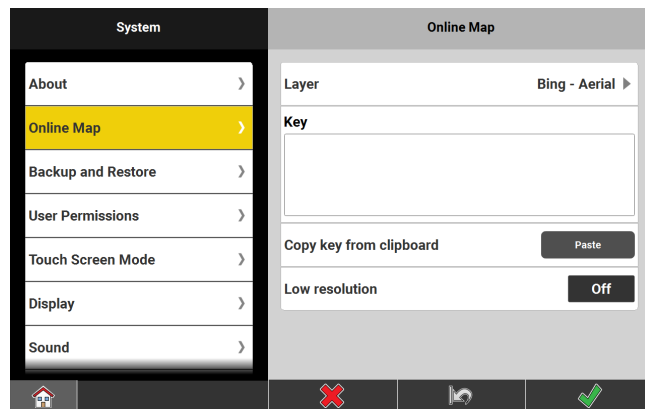 System
Online Map
About
Online Map
Backup and Restore
User Permissions
Touch Screen Mode
Display
Sound
Layer Bing - Aerial
Key
Copy key from clipboard Paste
Low resolution Off